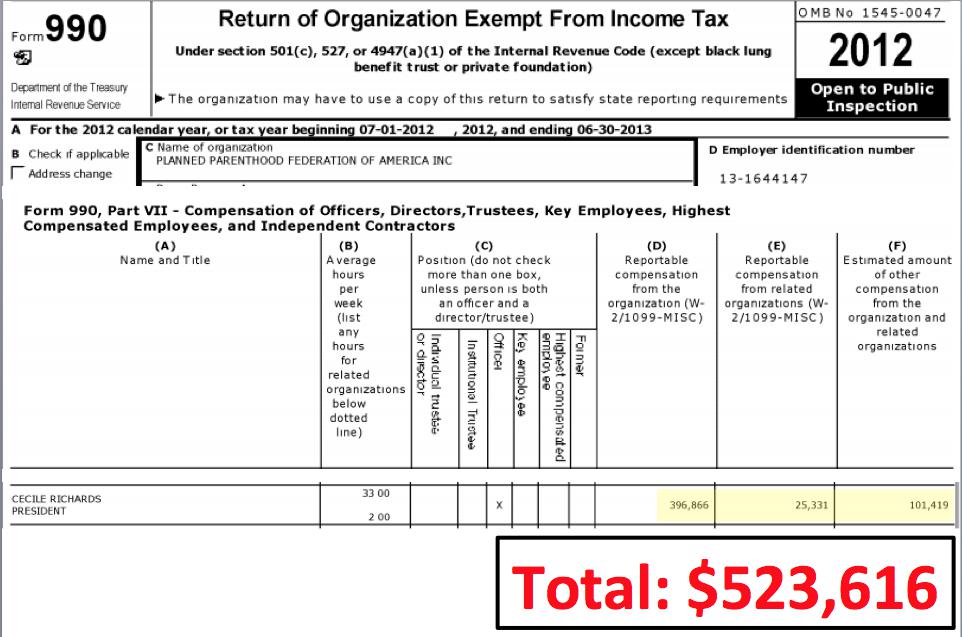 Form 990
Return of Organization Exempt From Income Tax
OMB No 1545-0047
Under section 501(c), 527, or 4947(a)(1) of the Internal Revenue Code (except black lung
benefit trust or private foundation)
2012
Department of the Treasury
Internal Revenue Service
▶ The organization may have to use a copy of this return to satisfy state reporting requirements
Open to Public
Inspection
A For the 2012 calendar year, or tax year beginning 07-01-2012 , 2012, and ending 06-30-2013
B Check if applicable
Address change
C Name of organization
PLANNED PARENTHOOD FEDERATION OF AMERICA INC
D Employer identification number
13-1644147
Form 990, Part VII - Compensation of Officers, Directors,Trustees, Key Employees, Highest
Compensated Employees, and Independent Contractors
(A)
Name and Title
(B)
Average
hours
per
week
(list
any
hours
for
related
organizations
below
dotted
line)
(C)
Position (do not check
more than one box,
unless person is both
an officer and a
director/trustee)
Individual trustee
or director
Institutional Trustee
Officer
Key employee
Highest compensated
employee
Former
(D)
Reportable
compensation
from the
organization (W-
2/1099-MISC)
(E)
Reportable
compensation
from related
organizations (W-
2/1099-MISC)
(F)
Estimated amount
of other
compensation
from the
organization and
related
organizations
CECILE RICHARDS
PRESIDENT
33 00
2 00
X
396,866
25,331
101,419
Total: $523,616